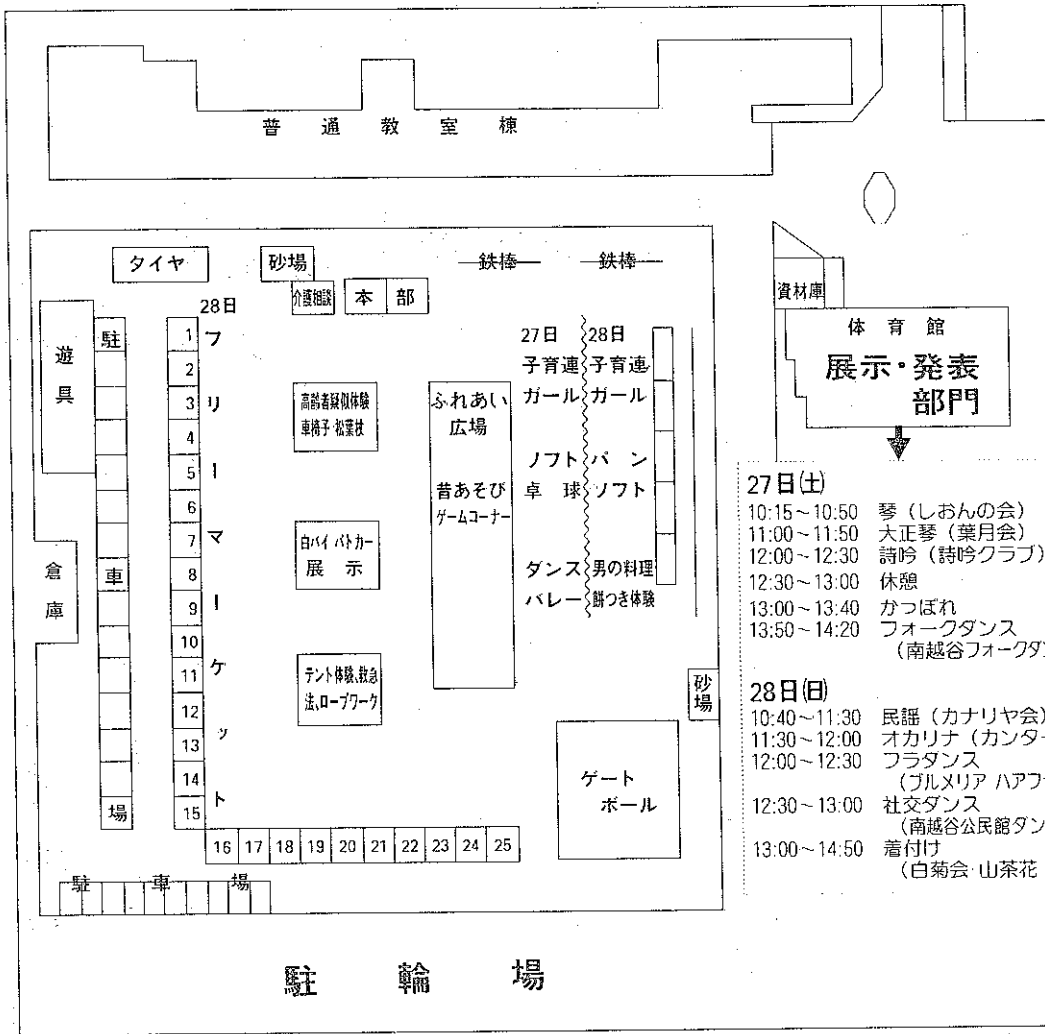 普通教室棟
タイヤ
砂場
鉄棒
鉄棒
介護相談
本部
28日
フリーマーケット
遊具
倉庫
駐車場
1
2
3
4
5
6
7
8
9
10
11
12
13
14
15
16 17 18 19 20 21 22 23 24 25
高齢者疑似体験
車椅子・松葉杖
白バイ パトカー
展示
テント体験、救急
法、ロープワーク
ふれあい
広場
昔あそび
ゲームコーナー
27日
子育連
ガール
ソフト
卓球
ダンス
バレー
28日
子育連
ガール
パン
ソフト
男の料理
餅つき体験
砂場
ゲート
ボール
駐車場
駐輪場
資材庫
体育館
展示・発表
部門
27日(土)
10:15~10:50 琴(しおんの会)
11:00~11:50 大正琴(葉月会)
12:00~12:30 詩吟(詩吟クラブ)
12:30~13:00 休憩
13:00~13:40 かっぽれ
13:50~14:20 フォークダンス
(南越谷フォークダ
28日(日)
10:40~11:30 民謡(カナリヤ会)
11:30~12:00 オカリナ(カンター
12:00~12:30 フラダンス
(プルメリア ハアフ
12:30~13:00 社交ダンス
(南越谷公民館ダン
13:00~14:50 着付け
(白菊会・山茶花